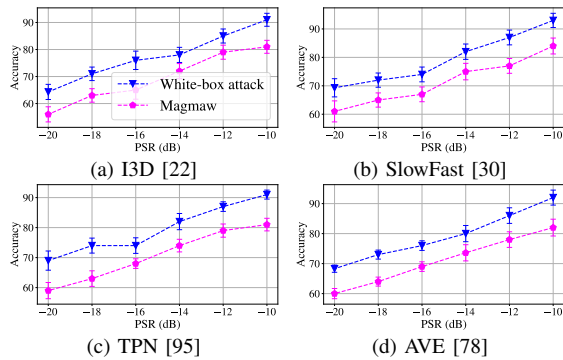 90
80
70
60
Accuracy
White-box attack
Magmaw
−20 −18 −16 −14 −12 −10
PSR (dB)
(a) I3D [22]
90
80
70
60
Accuracy
−20 −18 −16 −14 −12 −10
PSR (dB)
(b) SlowFast [30]
90
80
70
60
Accuracy
−20 −18 −16 −14 −12 −10
PSR (dB)
(c) TPN [95]
90
80
70
60
Accuracy
−20 −18 −16 −14 −12 −10
PSR (dB)
(d) AVE [78]